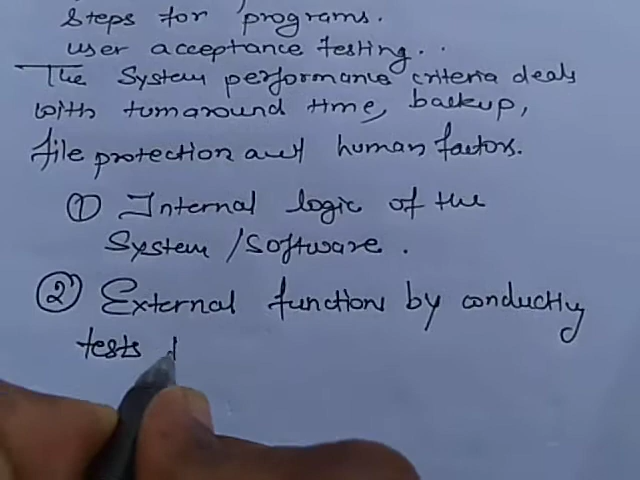 Steps for programs.
user acceptance testing..
The System performance criteria deals
with turnaround time, backup,
file protection and human factors.
① Internal logic of the
System/Software.
② External functions by conducting
tests